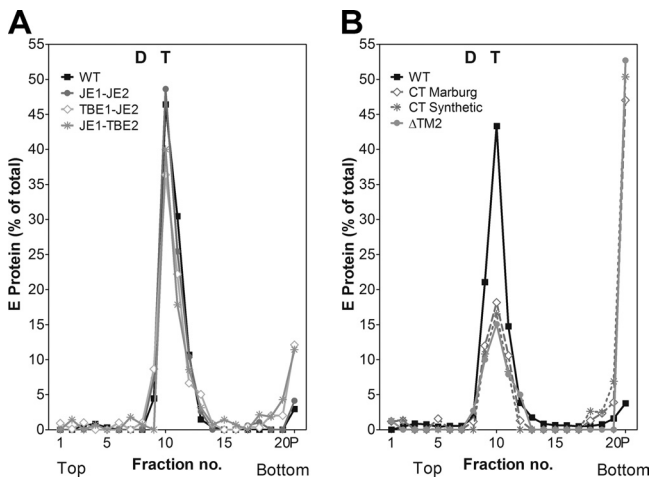 A
D T
WT
JE1-JE2
TBE1-JE2
JE1-TBE2
E Protein (% of total)
55
50
45
40
35
30
25
20
15
10
5
0
1 5 10 15 20P
Top Fraction no. Bottom
B
D T
WT
CT Marburg
CT Synthetic
ΔTM2
E Protein (% of total)
55
50
45
40
35
30
25
20
15
10
5
0
1 5 10 15 20P
Top Fraction no. Bottom